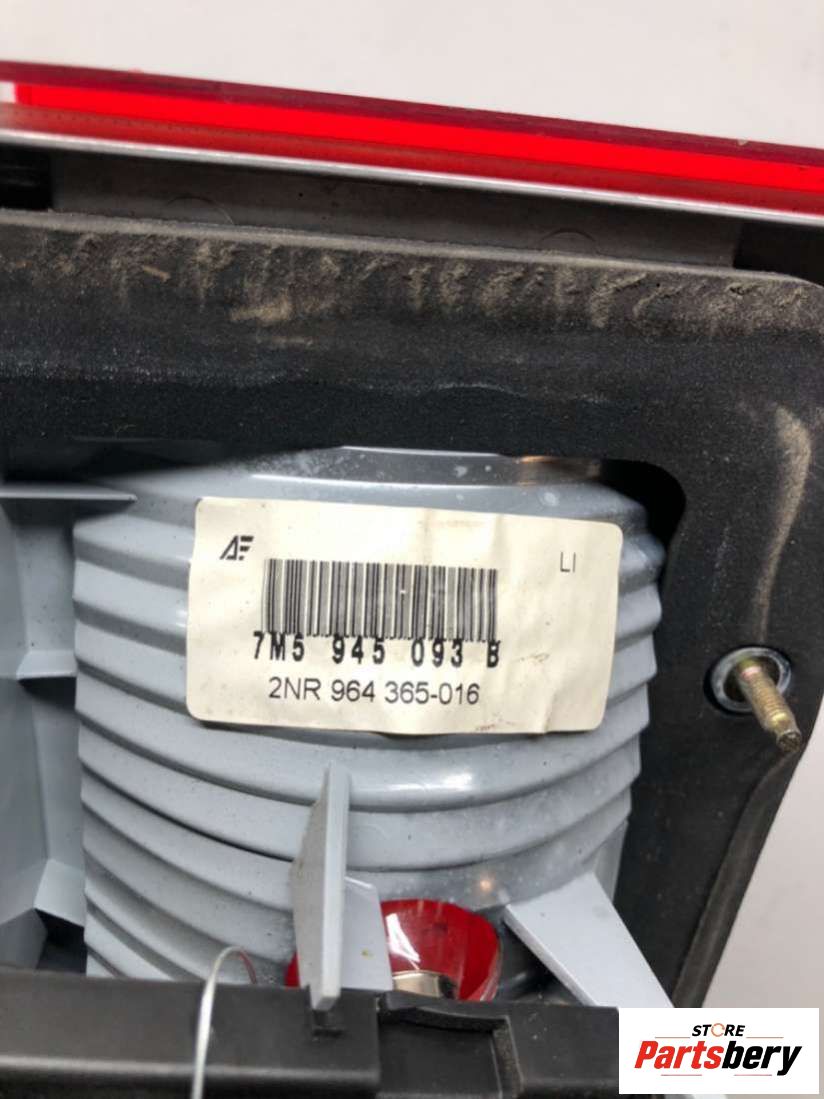 AF
LI
7M5 945 093 B
2NR 964 365-016
STORE
Partsbery